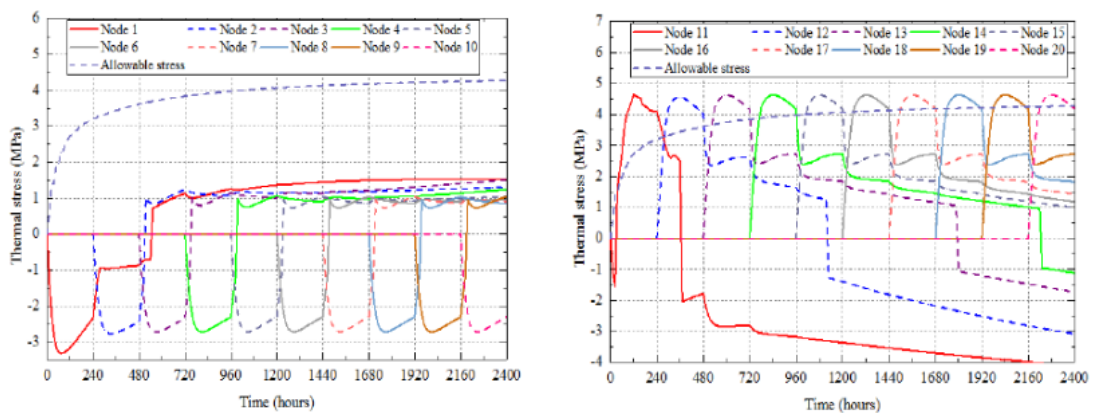 6
5
4
3
2
1
0
-1
-2
-3
Thermal stress (MPa)
Node 1 Node 2 Node 3 Node 4 Node 5
Node 6 Node 7 Node 8 Node 9 Node 10
Allowable stress
0 240 480 720 960 1200 1440 1680 1920 2160 2400
Time (hours)
7
6
5
4
3
2
1
0
-1
-2
-3
-4
Thermal stress (MPa)
Node 11 Node 12 Node 13 Node 14 Node 15
Node 16 Node 17 Node 18 Node 19 Node 20
Allowable stress
0 240 480 720 960 1200 1440 1680 1920 2160 2400
Time (hours)